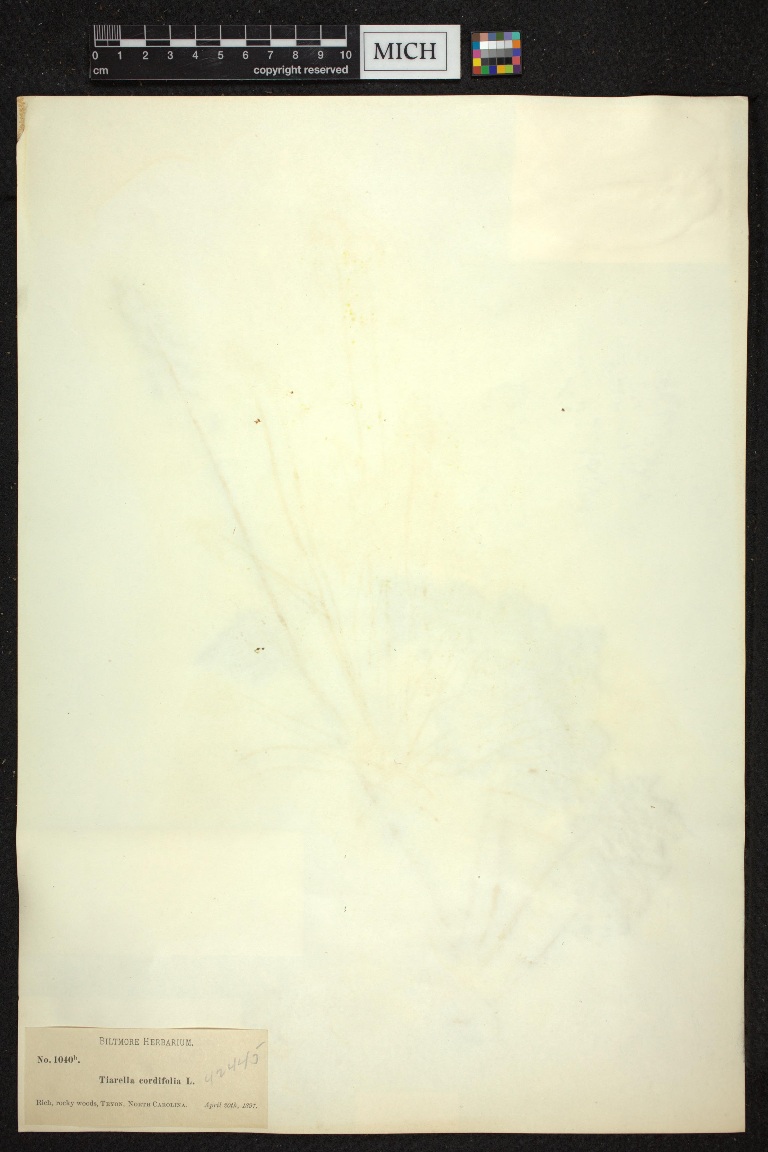 0 1 2 3 4 5 6 7 8 9 10
cm copyright reserved
MICH
BILTMORE HERBARIUM.
No. 1040b.
Tiarella cordifolia L.
42445
Rich, rocky woods, TRYON, NORTH CAROLINA. April 20th, 1897.